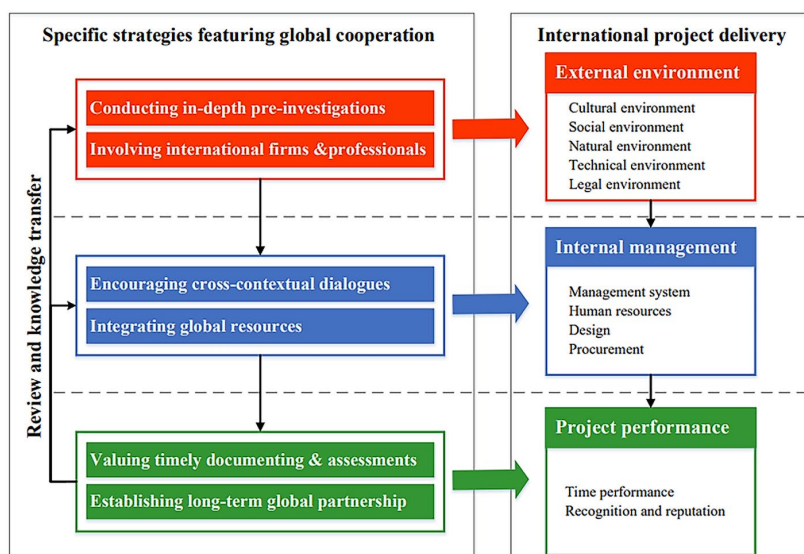 Specific strategies featuring global cooperation
Conducting in-depth pre-investigations
Involving international firms &professionals
Encouraging cross-contextual dialogues
Integrating global resources
Valuing timely documenting & assessments
Establishing long-term global partnership
Review and knowledge transfer
International project delivery
External environment
Cultural environment
Social environment
Natural environment
Technical environment
Legal environment
Internal management
Management system
Human resources
Design
Procurement
Project performance
Time performance
Recognition and reputation